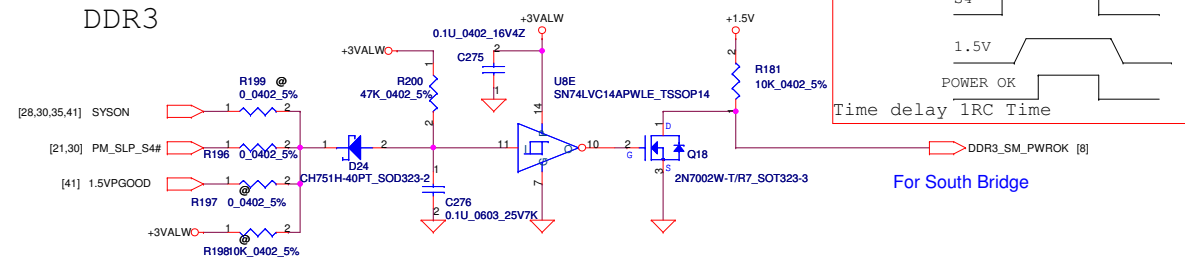 DDR3
S4
1.5V
POWER OK
Time delay 1RC Time
+3VALW
+1.5V
0.1U_0402_16V4Z
2
C275
1
+3VALW
1
R200
47K_0402_5%
2
U8E
SN74LVC14APWLE_TSSOP14
14
2
R181
10K_0402_5%
1
R199 @
0_0402_5%
[28,30,35,41] SYSON
1 2
[21,30] PM_SLP_S4#
1 2
R196 0_0402_5%
1 2
D24
CH751H-40PT_SOD323-2
11
P
G
O
10
7
2
G
1 D
3 S
Q18
2N7002W-T/R7_SOT323-3
DDR3_SM_PWROK [8]
For South Bridge
[41] 1.5VPGOOD
1 2
@
R197 0_0402_5%
1
C276
2
0.1U_0603_25V7K
+3VALW
1 2
@
R198 10K_0402_5%